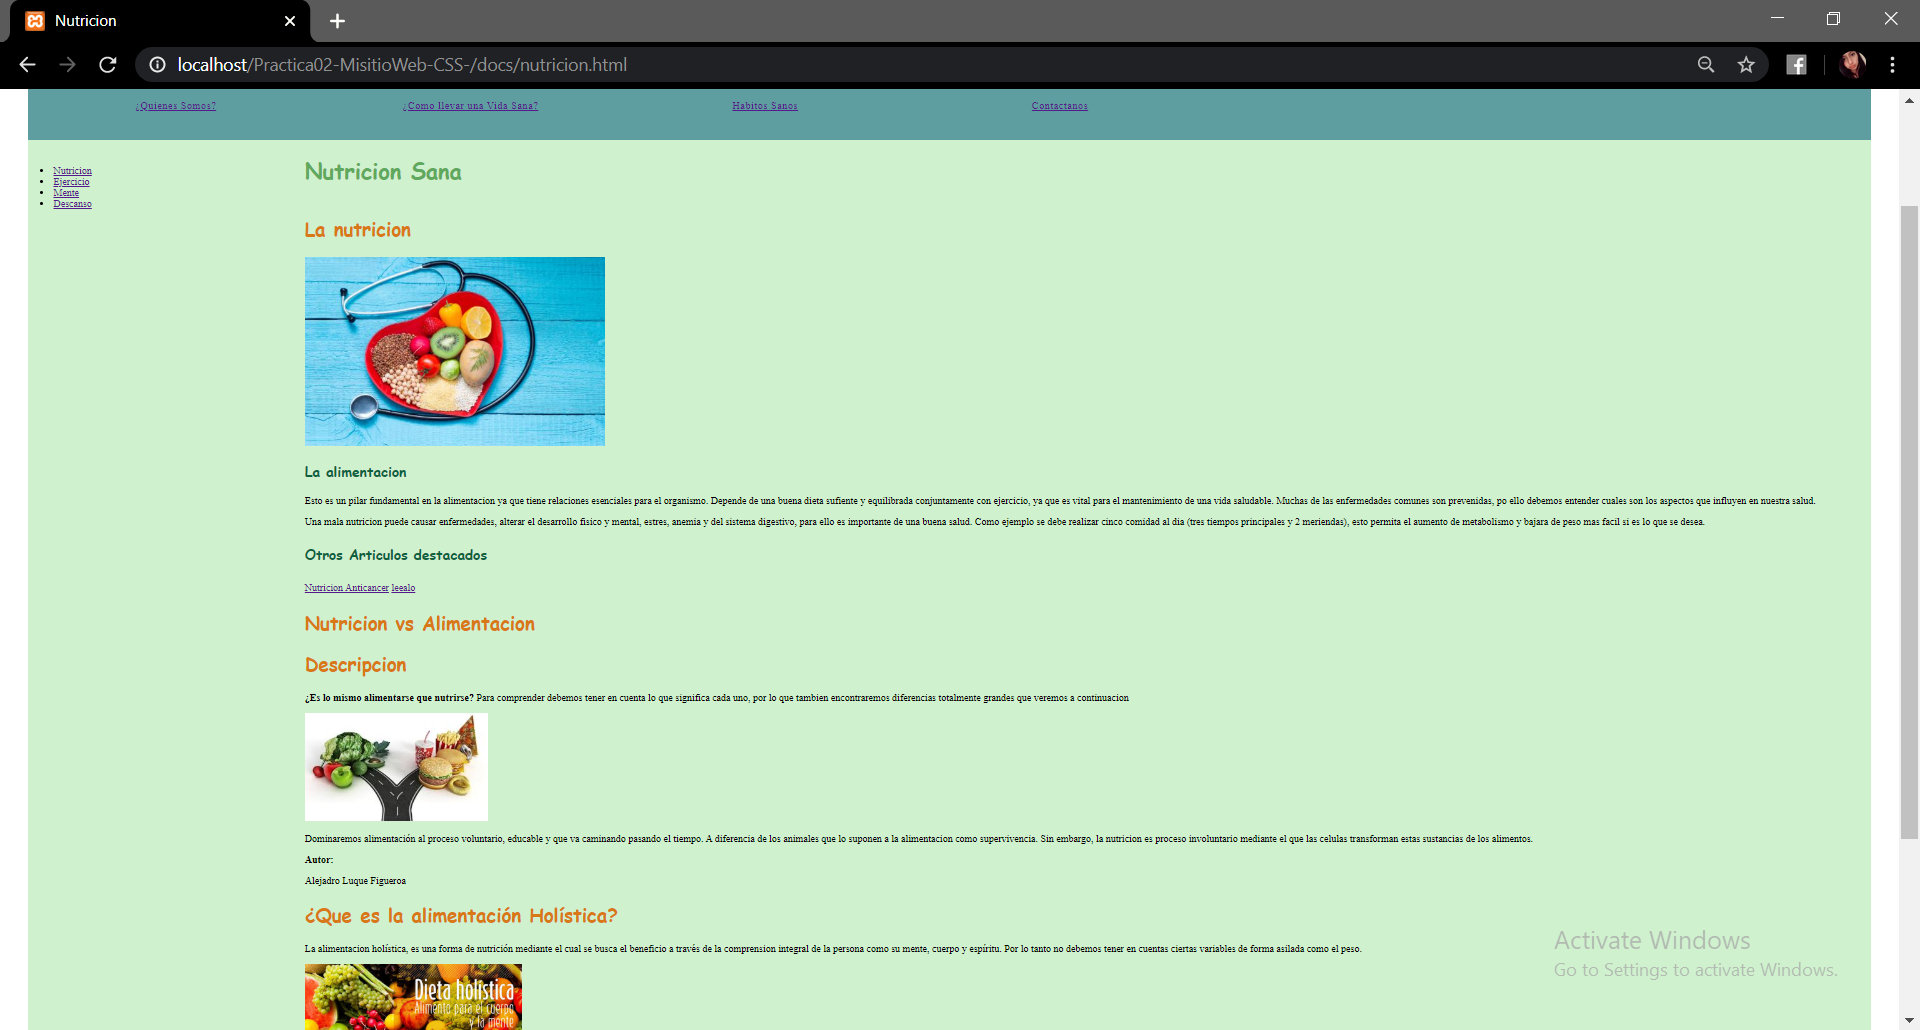 Nutricion
localhost/Practica02-MisitioWeb-CSS-/docs/nutricion.html
¿Quienes Somos? ¿Como llevar una Vida Sana? Habitos Sanos Contactanos
Nutricion
Ejercicio
Mente
Descanso
Nutricion Sana
La nutricion
La alimentacion
Esto es un pilar fundamental en la alimentacion ya que tiene relaciones esenciales para el organismo. Depende de una buena dieta sufiente y equilibrada conjuntamente con ejercicio, ya que es vital para el mantenimiento de una vida saludable. Muchas de las enfermedades comunes son prevenidas, po ello debemos entender cuales son los aspectos que influyen en nuestra salud.
Una mala nutricion puede causar enfermedades, alterar el desarrollo fisico y mental, estres, anemia y del sistema digestivo, para ello es importante de una buena salud. Como ejemplo se debe realizar cinco comidad al dia (tres tiempos principales y 2 meriendas), esto permita el aumento de metabolismo y bajara de peso mas facil si es lo que se desea.
Otros Articulos destacados
Nutricion Anticancer leealo
Nutricion vs Alimentacion
Descripcion
¿Es lo mismo alimentarse que nutrirse? Para comprender debemos tener en cuenta lo que significa cada uno, por lo que tambien encontraremos diferencias totalmente grandes que veremos a continuacion
Dominaremos alimentación al proceso voluntario, educable y que va caminando pasando el tiempo. A diferencia de los animales que lo suponen a la alimentacion como supervivencia. Sin embargo, la nutricion es proceso involuntario mediante el que las celulas transforman estas sustancias de los alimentos.
Autor:
Alejadro Luque Figueroa
¿Que es la alimentación Holística?
La alimentacion holística, es una forma de nutrición mediante el cual se busca el beneficio a través de la comprension integral de la persona como su mente, cuerpo y espíritu. Por lo tanto no debemos tener en cuentas ciertas variables de forma asilada como el peso.
Dieta holística
Alimento para el cuerpo
y la mente
Activate Windows
Go to Settings to activate Windows.